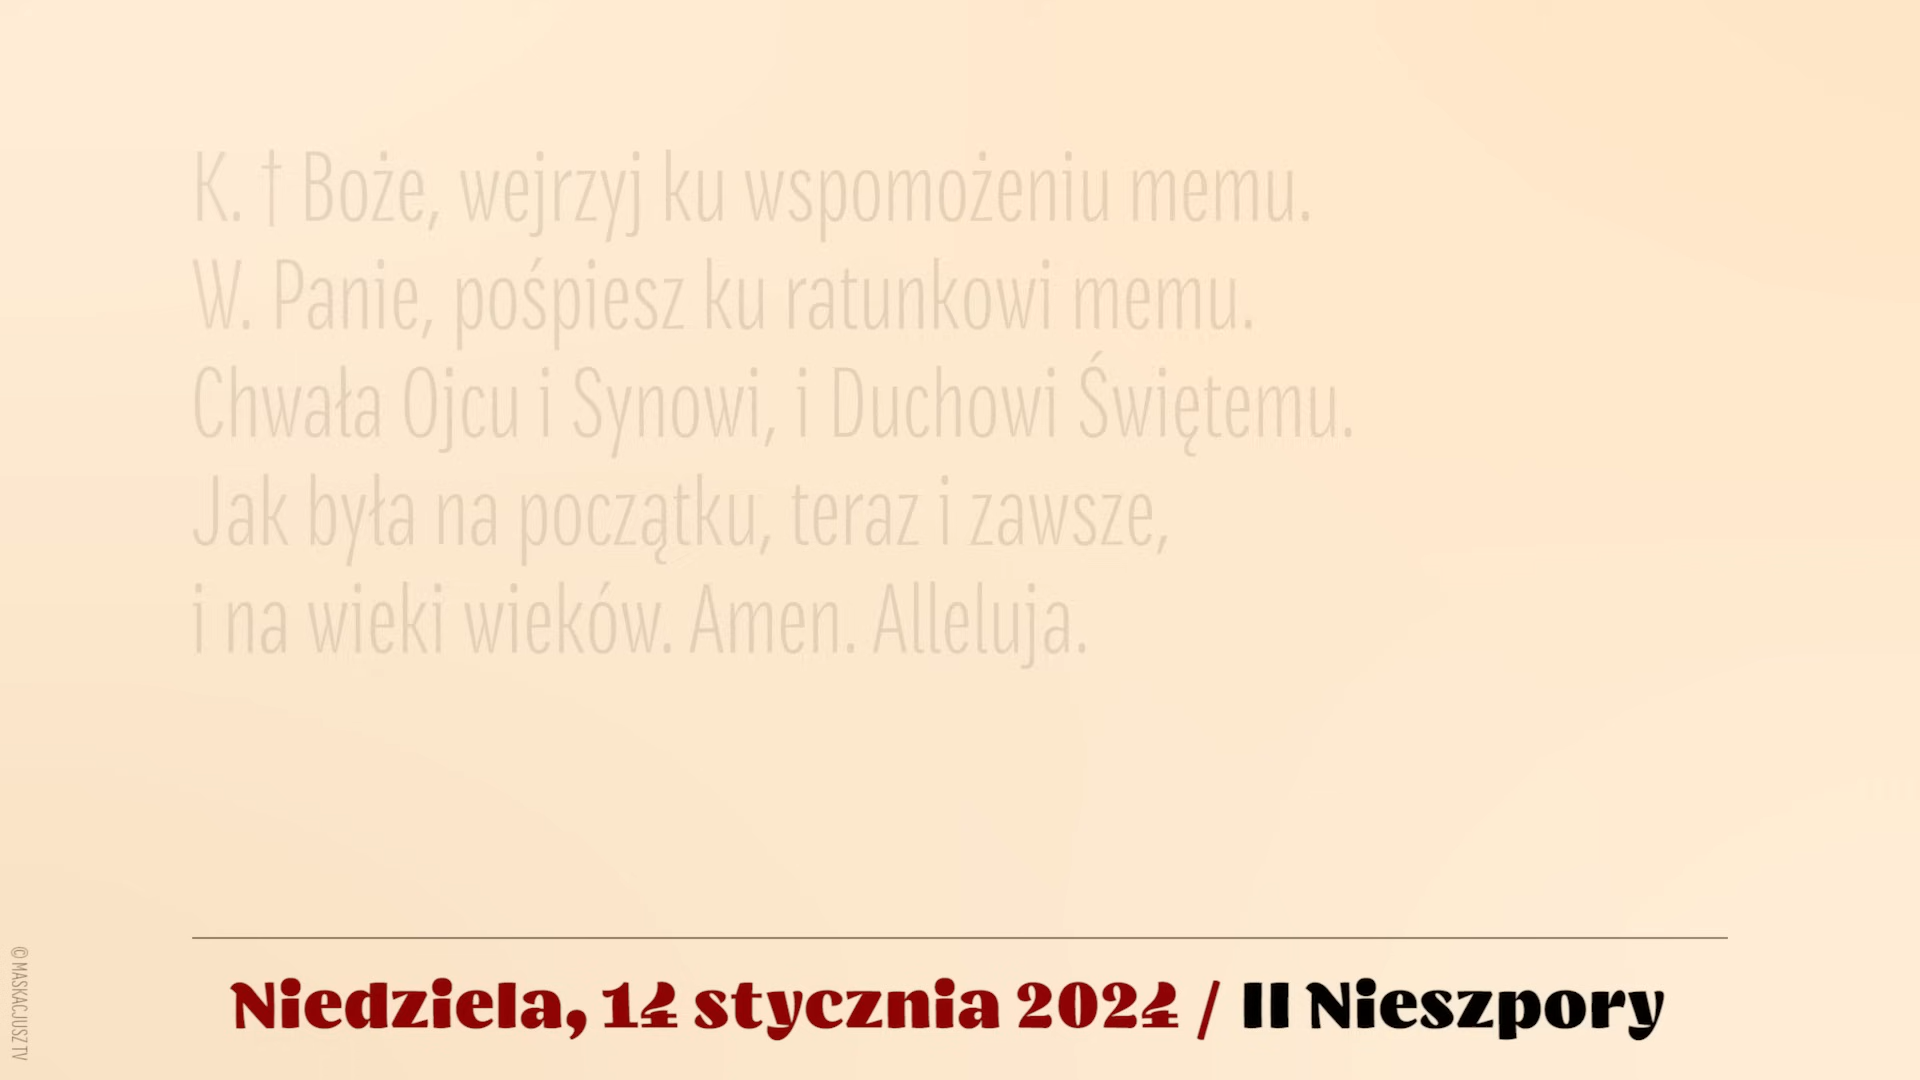 K. † Boże, wejrzyj ku wspomożeniu memu.
W. Panie, pośpiesz ku ratunkowi memu.
Chwała Ojcu i Synowi, i Duchowi Świętemu.
Jak była na początku, teraz i zawsze,
i na wieki wieków. Amen. Alleluja.
Niedziela, 14 stycznia 2024 / II Nieszpory
© MASKACJUSZ TV